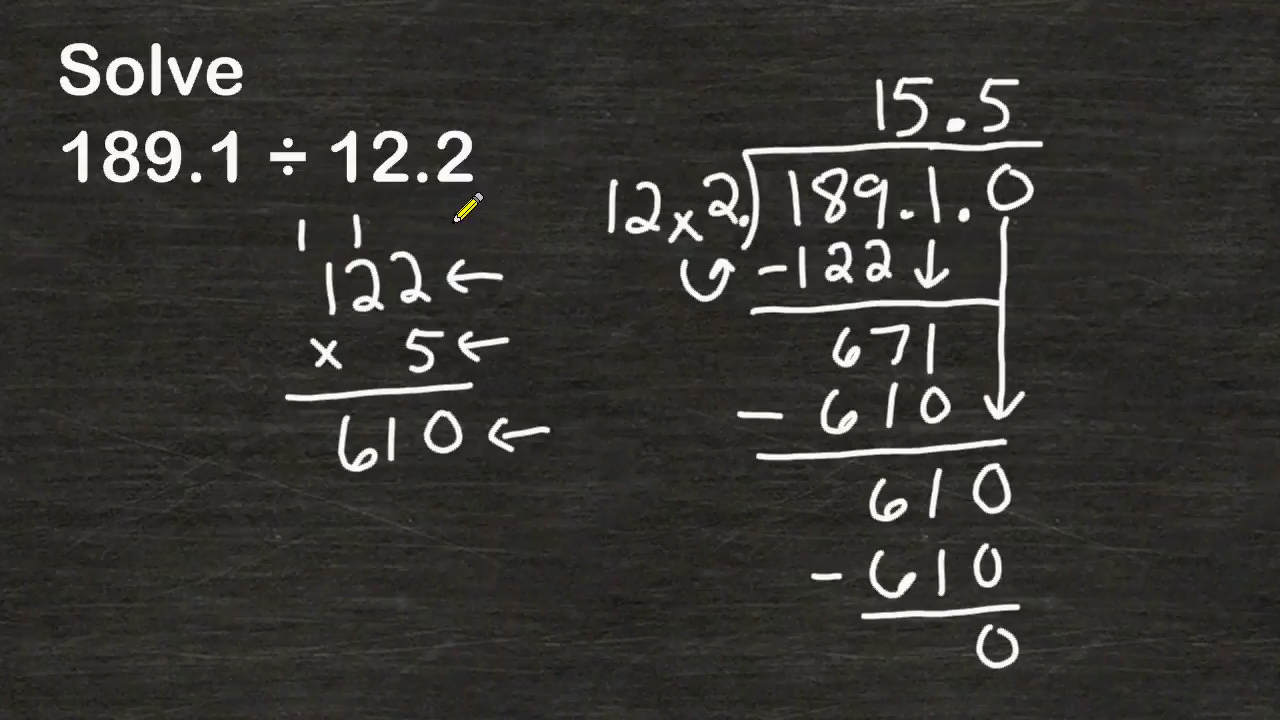 Solve
189.1 ÷ 12.2
1 1
122 ←
x 5 ←
610 ←
15.5
12x2.)189.1.0
-122↓
671
- 610
610
- 610
0